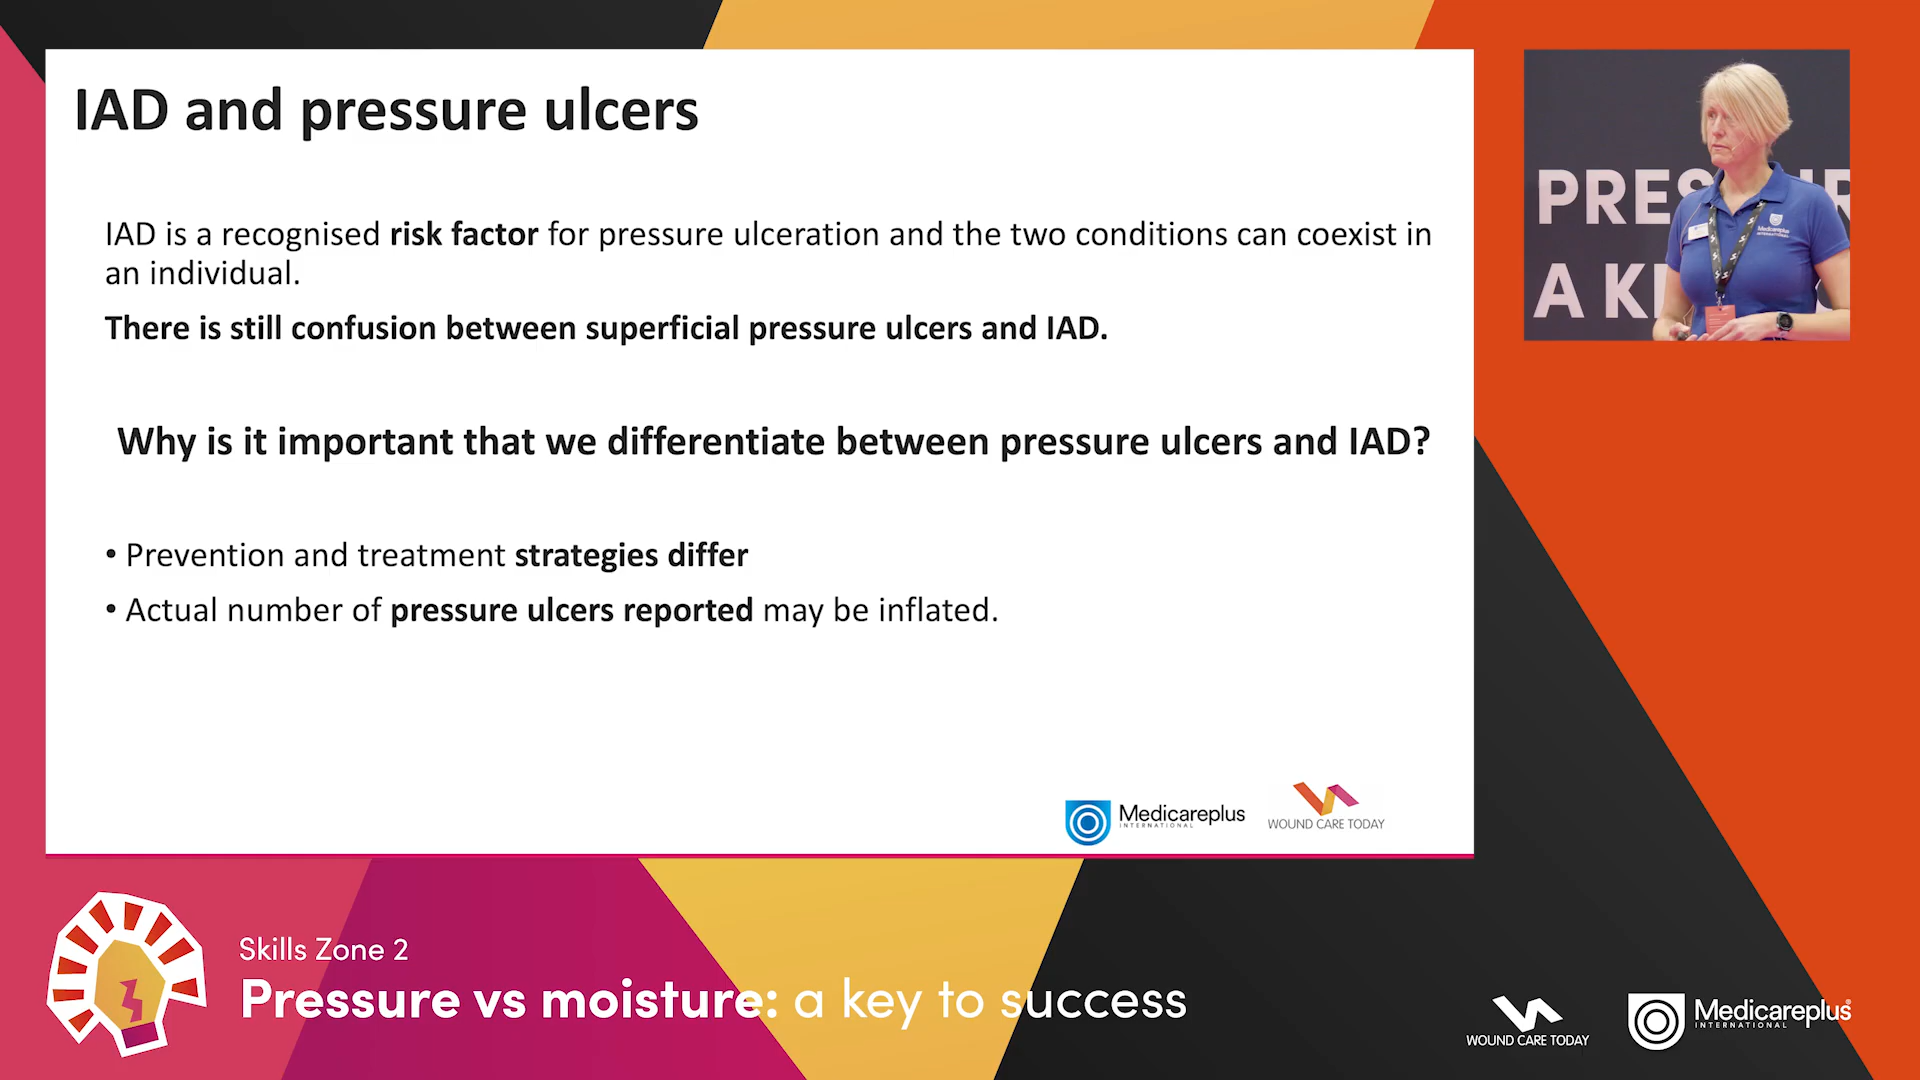 IAD and pressure ulcers
IAD is a recognised risk factor for pressure ulceration and the two conditions can coexist in
an individual.
There is still confusion between superficial pressure ulcers and IAD.
Why is it important that we differentiate between pressure ulcers and IAD?
• Prevention and treatment strategies differ
• Actual number of pressure ulcers reported may be inflated.
Medicareplus
INTERNATIONAL
WOUND CARE TODAY
PRES
A K
Medicareplus
INTERNATIONAL
Skills Zone 2
Pressure vs moisture: a key to success
WOUND CARE TODAY
Medicareplus®
INTERNATIONAL